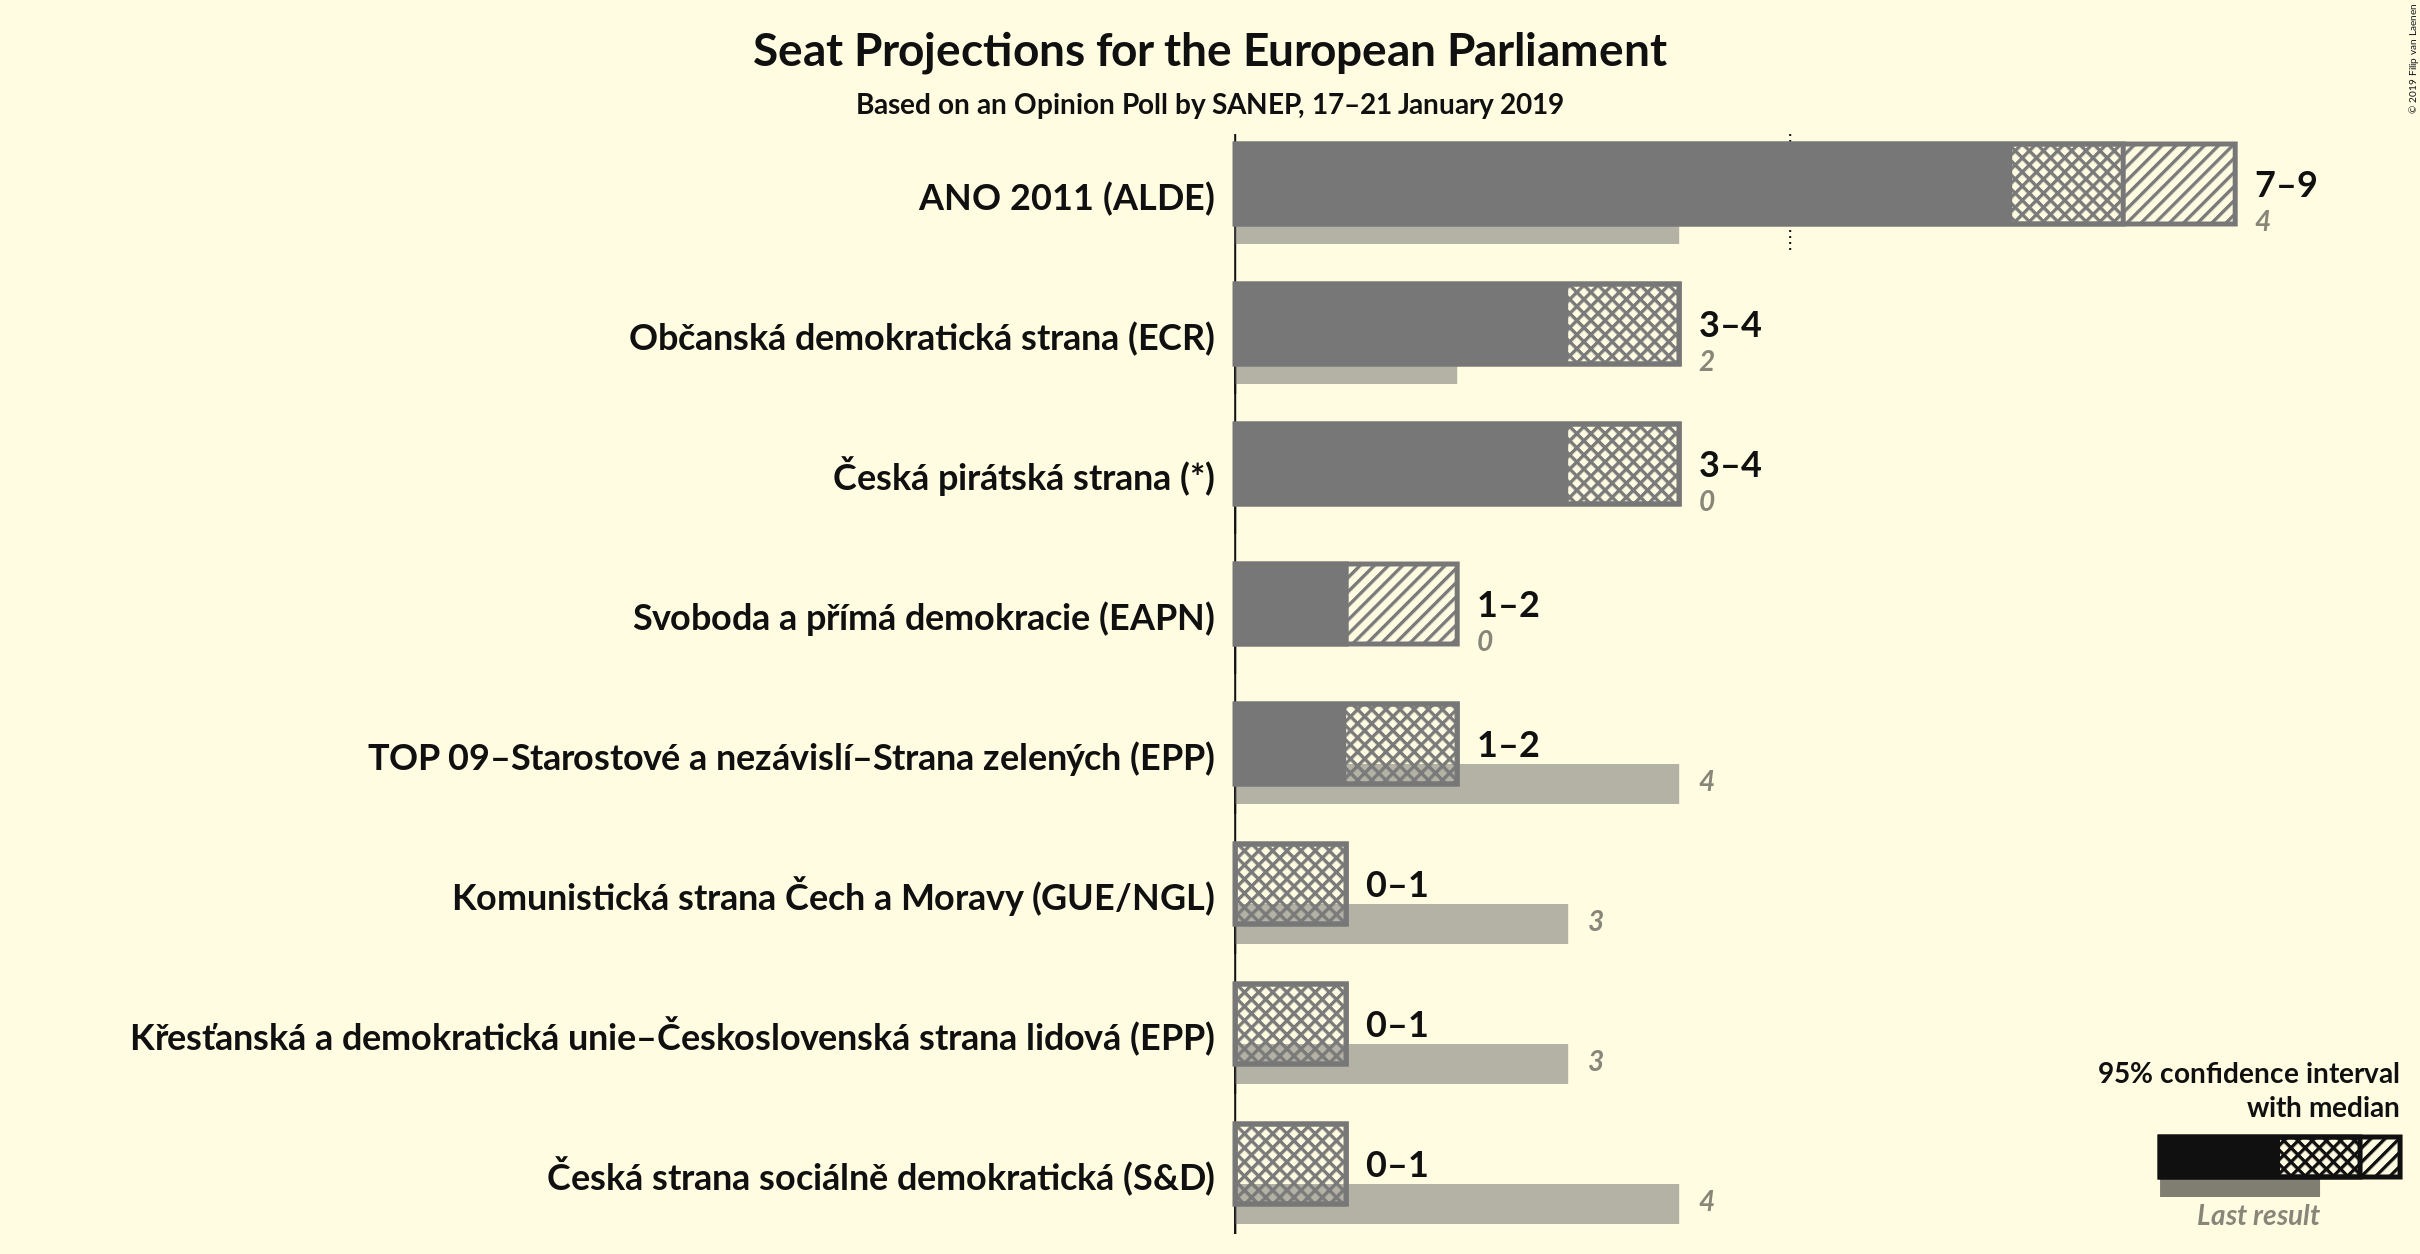 Seat Projections for the European Parliament
Based on an Opinion Poll by SANEP, 17–21 January 2019
© 2019 Filip van Laenen
ANO 2011 (ALDE)
7–9
4
Občanská demokratická strana (ECR)
3–4
2
Česká pirátská strana (*)
3–4
0
Svoboda a přímá demokracie (EAPN)
1–2
0
TOP 09–Starostové a nezávislí–Strana zelených (EPP)
1–2
4
Komunistická strana Čech a Moravy (GUE/NGL)
0–1
3
Křesťanská a demokratická unie–Československá strana lidová (EPP)
0–1
3
Česká strana sociálně demokratická (S&D)
0–1
4
95% confidence interval
with median
Last result